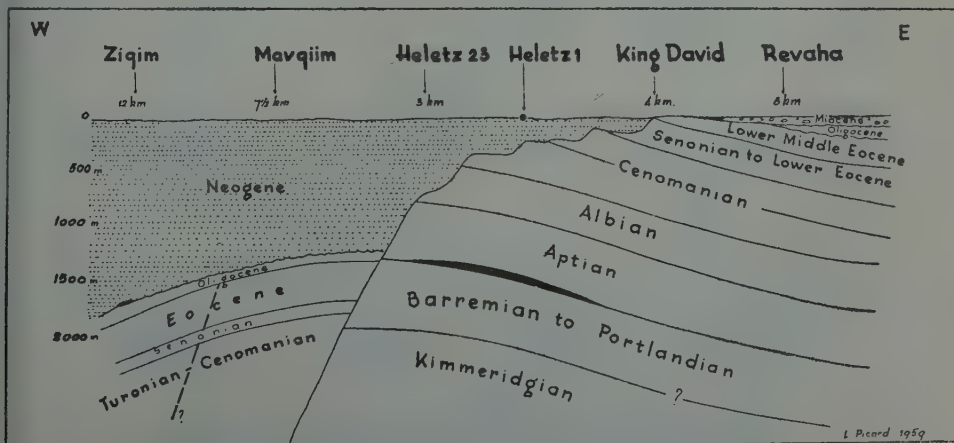 W
E
Ziqim Mavqiim Heletz 23 Heletz 1 King David Revaha
12 km 7½ km 3 km 4 km. 8 km
0
500 m
1000 m
1500 m
2000 m
Neogene
Oligocene
Eocene
Senonian
Turonian-Cenomanian
?
Miocene
Oligocene
Lower Middle Eocene
Senonian to Lower Eocene
Cenomanian
Albian
Aptian
Barremian to Portlandian
Kimmeridgian
?
Picard 1959